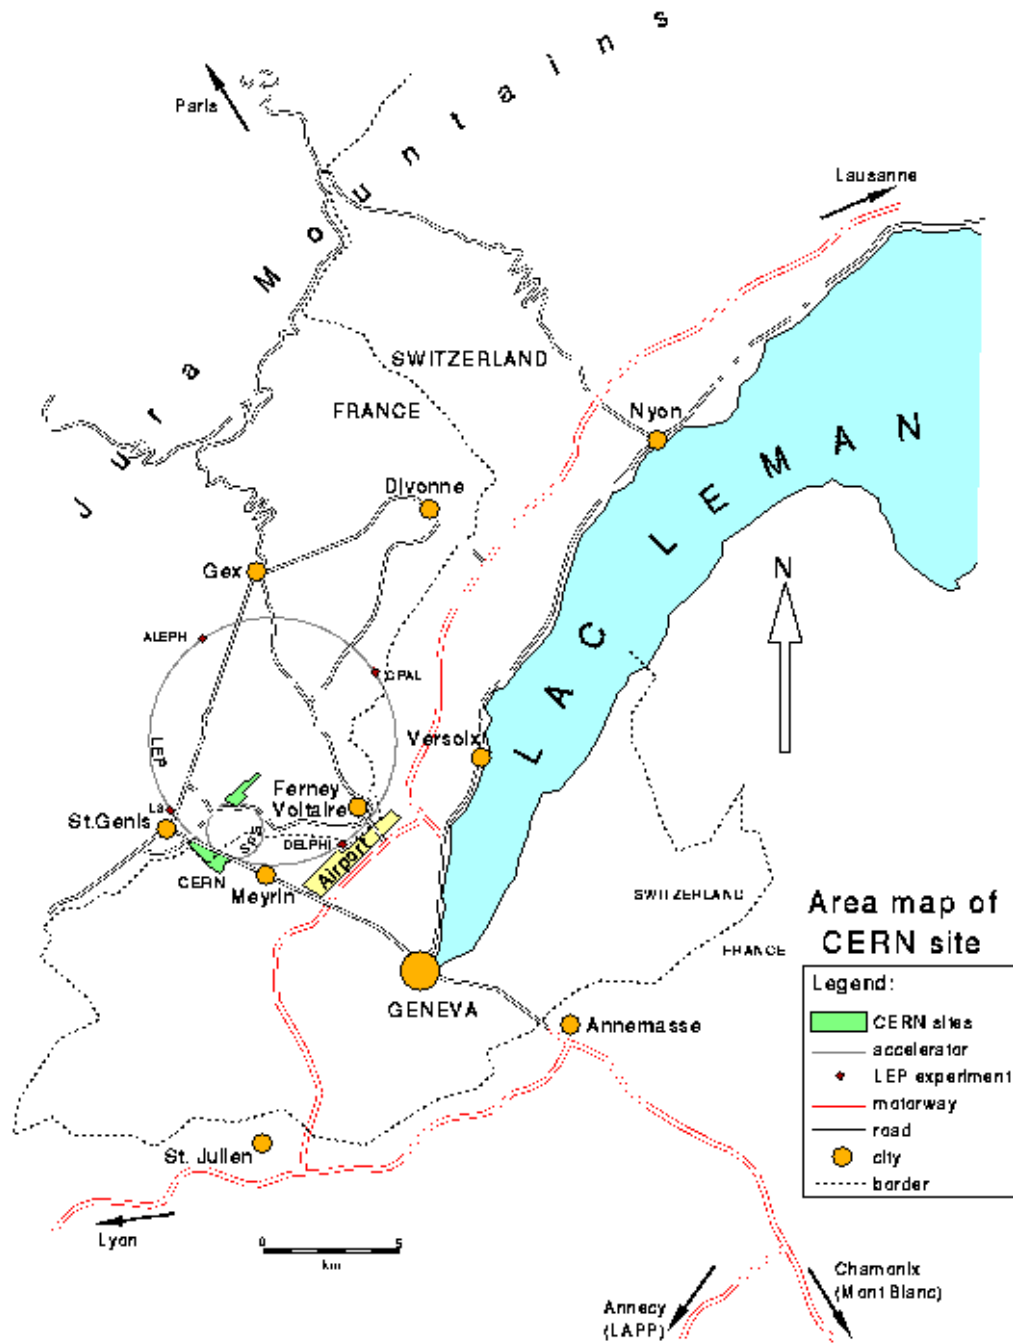 Jura Mountains
Paris
Lausanne
SWITZERLAND
FRANCE
Nyon
Divonne
LAC LEMAN
Gex
N
ALEPH
OPAL
LEP
Versoix
Ferney
Voltaire
L3
St.Genis
SPS
DELPHI
Airport
CERN
Meyrin
SWITZERLAND
FRANCE
GENEVA
Annemasse
St. Julien
Lyon
0 5
km
Annecy
(LAPP)
Chamonix
(Mont Blanc)
Area map of
CERN site
Legend:
CERN sites
accelerator
LEP experiment
motorway
road
city
border